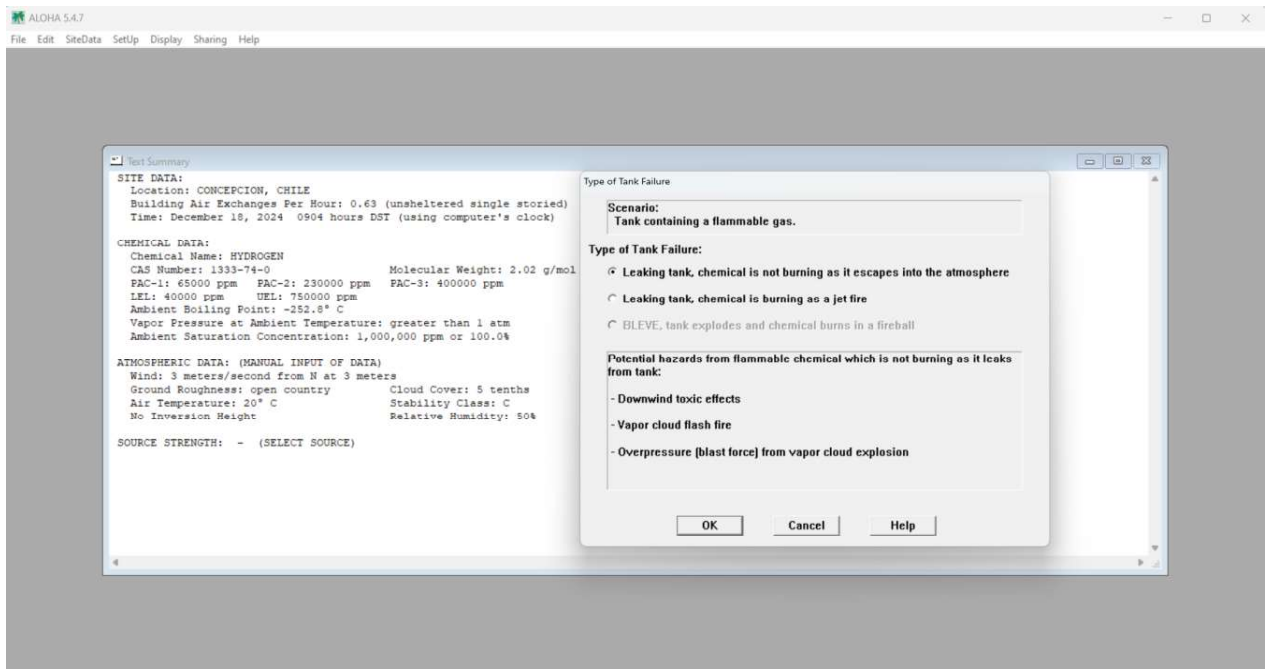 ALOHA 5.4.7
File Edit SiteData SetUp Display Sharing Help
Text Summary
SITE DATA:
Location: CONCEPCION, CHILE
Building Air Exchanges Per Hour: 0.63 (unsheltered single storied)
Time: December 18, 2024 0904 hours DST (using computer's clock)
CHEMICAL DATA:
Chemical Name: HYDROGEN
CAS Number: 1333-74-0 Molecular Weight: 2.02 g/mol
PAC-1: 65000 ppm PAC-2: 230000 ppm PAC-3: 400000 ppm
LEL: 40000 ppm UEL: 750000 ppm
Ambient Boiling Point: -252.8° C
Vapor Pressure at Ambient Temperature: greater than 1 atm
Ambient Saturation Concentration: 1,000,000 ppm or 100.0%
ATMOSPHERIC DATA: (MANUAL INPUT OF DATA)
Wind: 3 meters/second from N at 3 meters
Ground Roughness: open country Cloud Cover: 5 tenths
Air Temperature: 20° C Stability Class: C
No Inversion Height Relative Humidity: 50%
SOURCE STRENGTH: - (SELECT SOURCE)
Type of Tank Failure
Scenario:
Tank containing a flammable gas.
Type of Tank Failure:
Leaking tank, chemical is not burning as it escapes into the atmosphere
Leaking tank, chemical is burning as a jet fire
BLEVE, tank explodes and chemical burns in a fireball
Potential hazards from flammable chemical which is not burning as it leaks
from tank:
- Downwind toxic effects
- Vapor cloud flash fire
- Overpressure (blast force) from vapor cloud explosion
OK Cancel Help